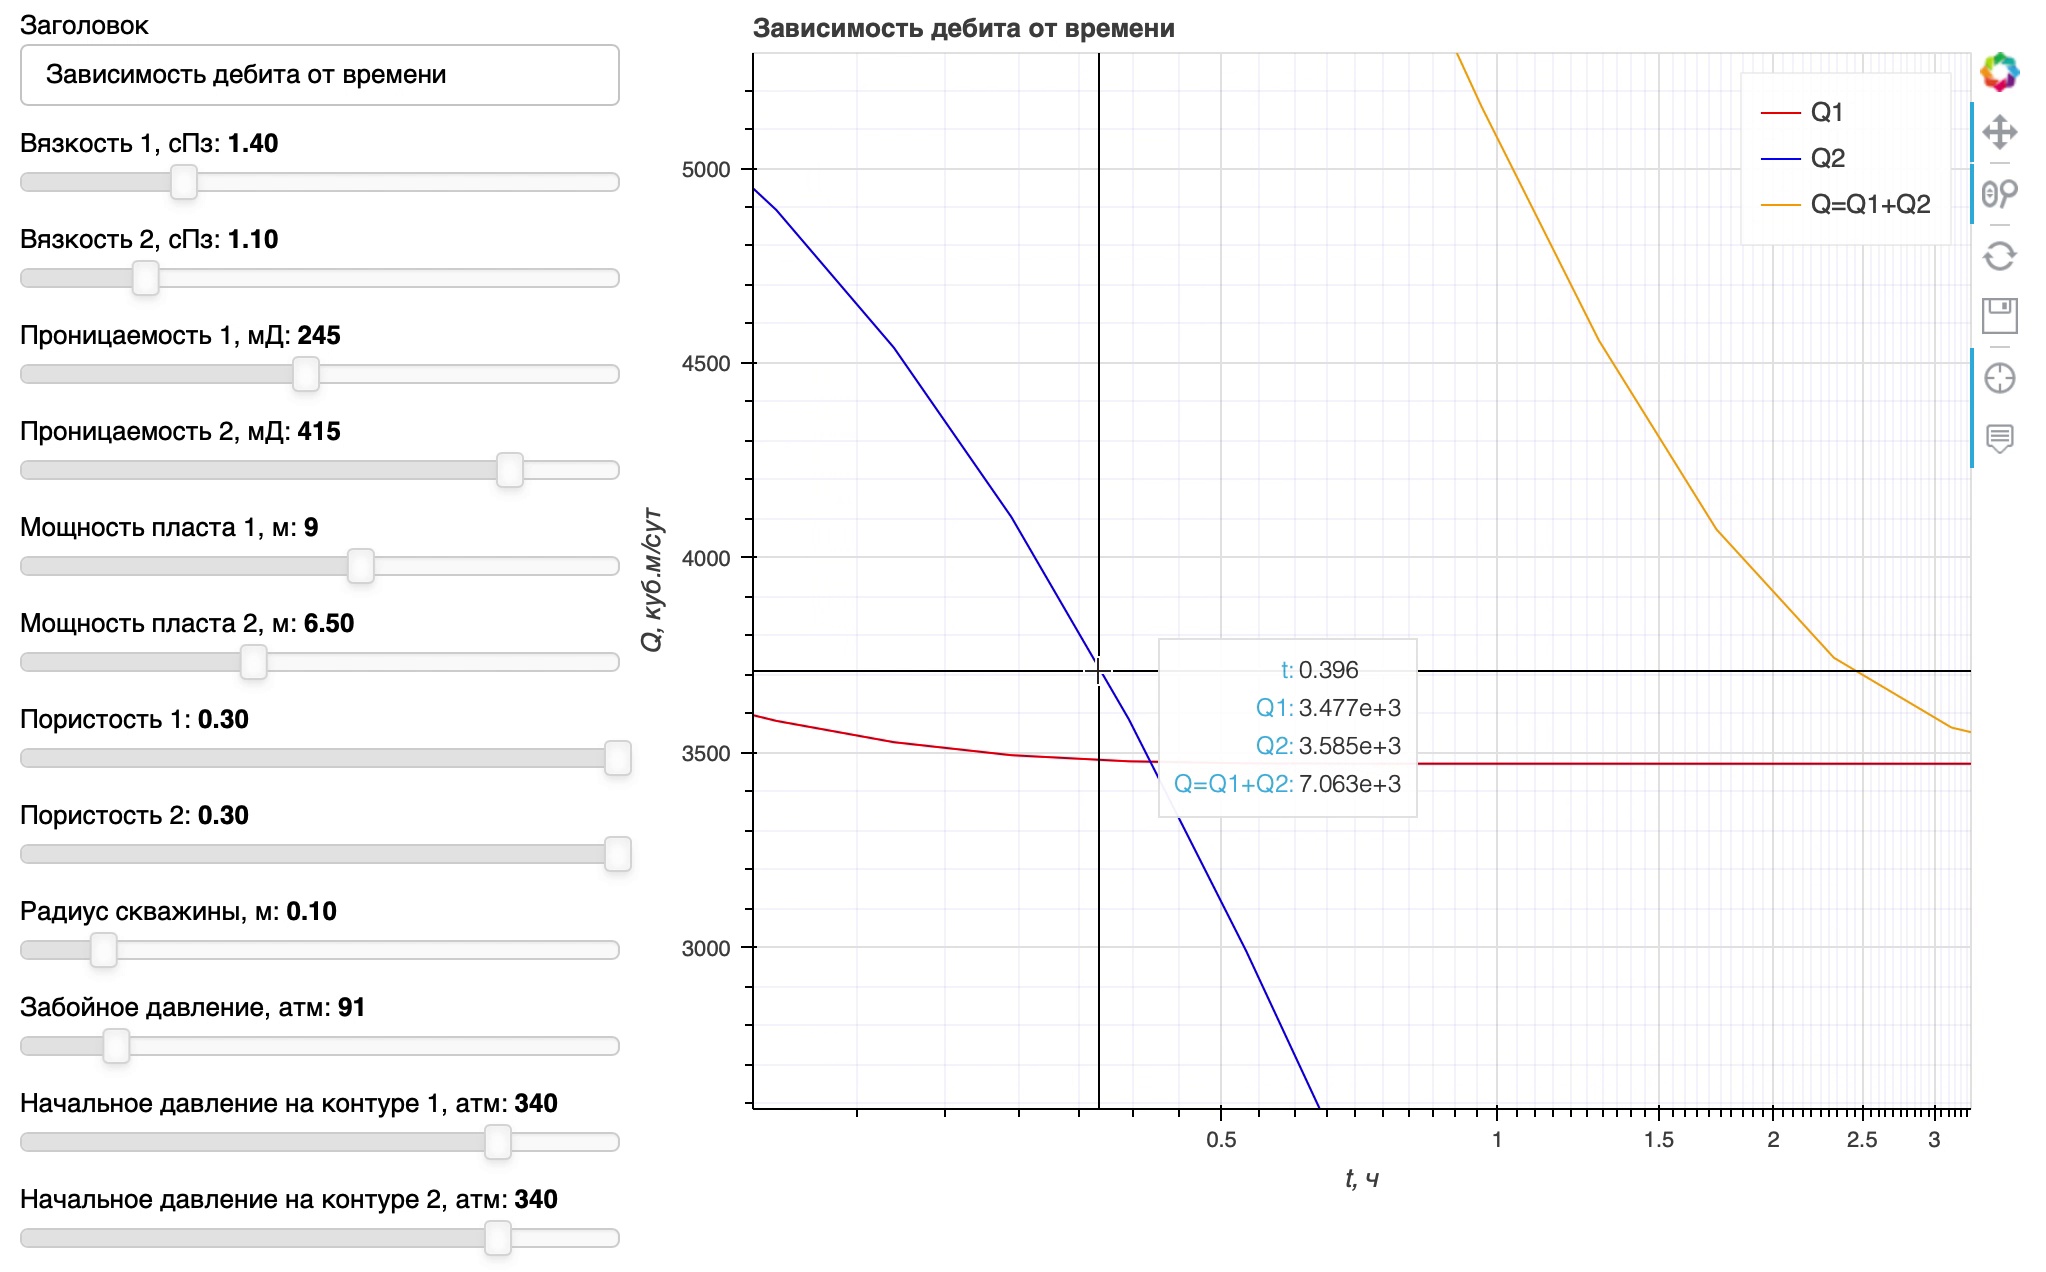 Заголовок
Зависимость дебита от времени
Вязкость 1, сПз: 1.40
Вязкость 2, сПз: 1.10
Проницаемость 1, мД: 245
Проницаемость 2, мД: 415
Мощность пласта 1, м: 9
Мощность пласта 2, м: 6.50
Пористость 1: 0.30
Пористость 2: 0.30
Радиус скважины, м: 0.10
Забойное давление, атм: 91
Начальное давление на контуре 1, атм: 340
Начальное давление на контуре 2, атм: 340
Зависимость дебита от времени
Q1
Q2
Q=Q1+Q2
Q, куб.м/сут
5000
4500
4000
3500
3000
t: 0.396
Q1: 3.477e+3
Q2: 3.585e+3
Q=Q1+Q2: 7.063e+3
0.5 1 1.5 2 2.5 3
t, ч